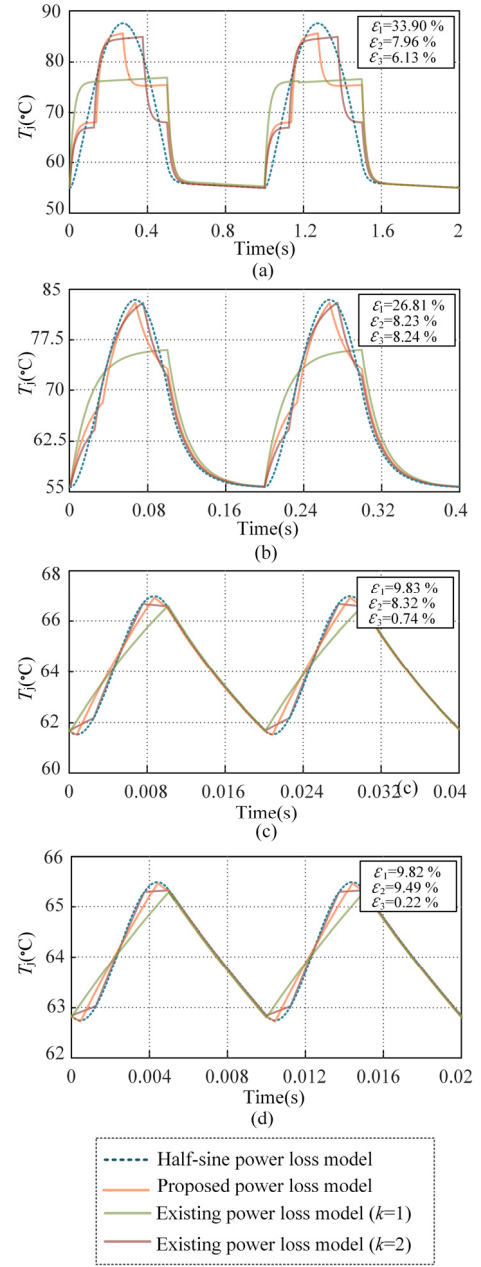 90
80
70
60
50
Tj(°C)
ε1=33.90 %
ε2=7.96 %
ε3=6.13 %
0 0.4 0.8 1.2 1.6 2
Time(s)
(a)
85
77.5
70
62.5
55
Tj(°C)
ε1=26.81 %
ε2=8.23 %
ε3=8.24 %
0 0.08 0.16 0.24 0.32 0.4
Time(s)
(b)
68
66
64
62
60
Tj(°C)
ε1=9.83 %
ε2=8.32 %
ε3=0.74 %
0 0.008 0.016 0.024 0.032 (c) 0.04
Time(s)
(c)
66
65
64
63
62
Tj(°C)
ε1=9.82 %
ε2=9.49 %
ε3=0.22 %
0 0.004 0.008 0.012 0.016 0.02
Time(s)
(d)
Half-sine power loss model
Proposed power loss model
Existing power loss model (k=1)
Existing power loss model (k=2)